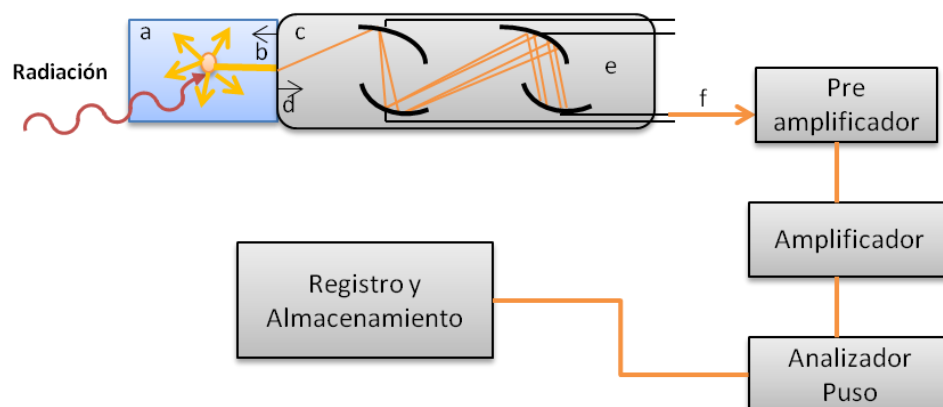 Radiación
a
b
c
d
e
f
Pre
amplificador
Amplificador
Analizador
Puso
Registro y
Almacenamiento